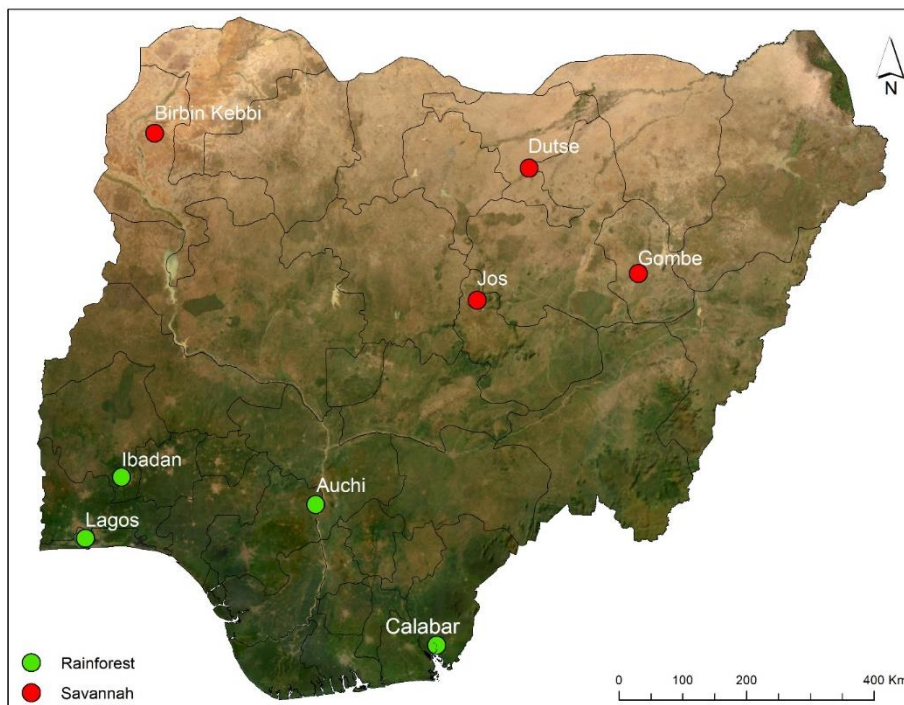 N
Birbin Kebbi
Dutse
Gombe
Jos
Ibadan
Auchi
Lagos
Calabar
Rainforest
Savannah
0 100 200 400 Km